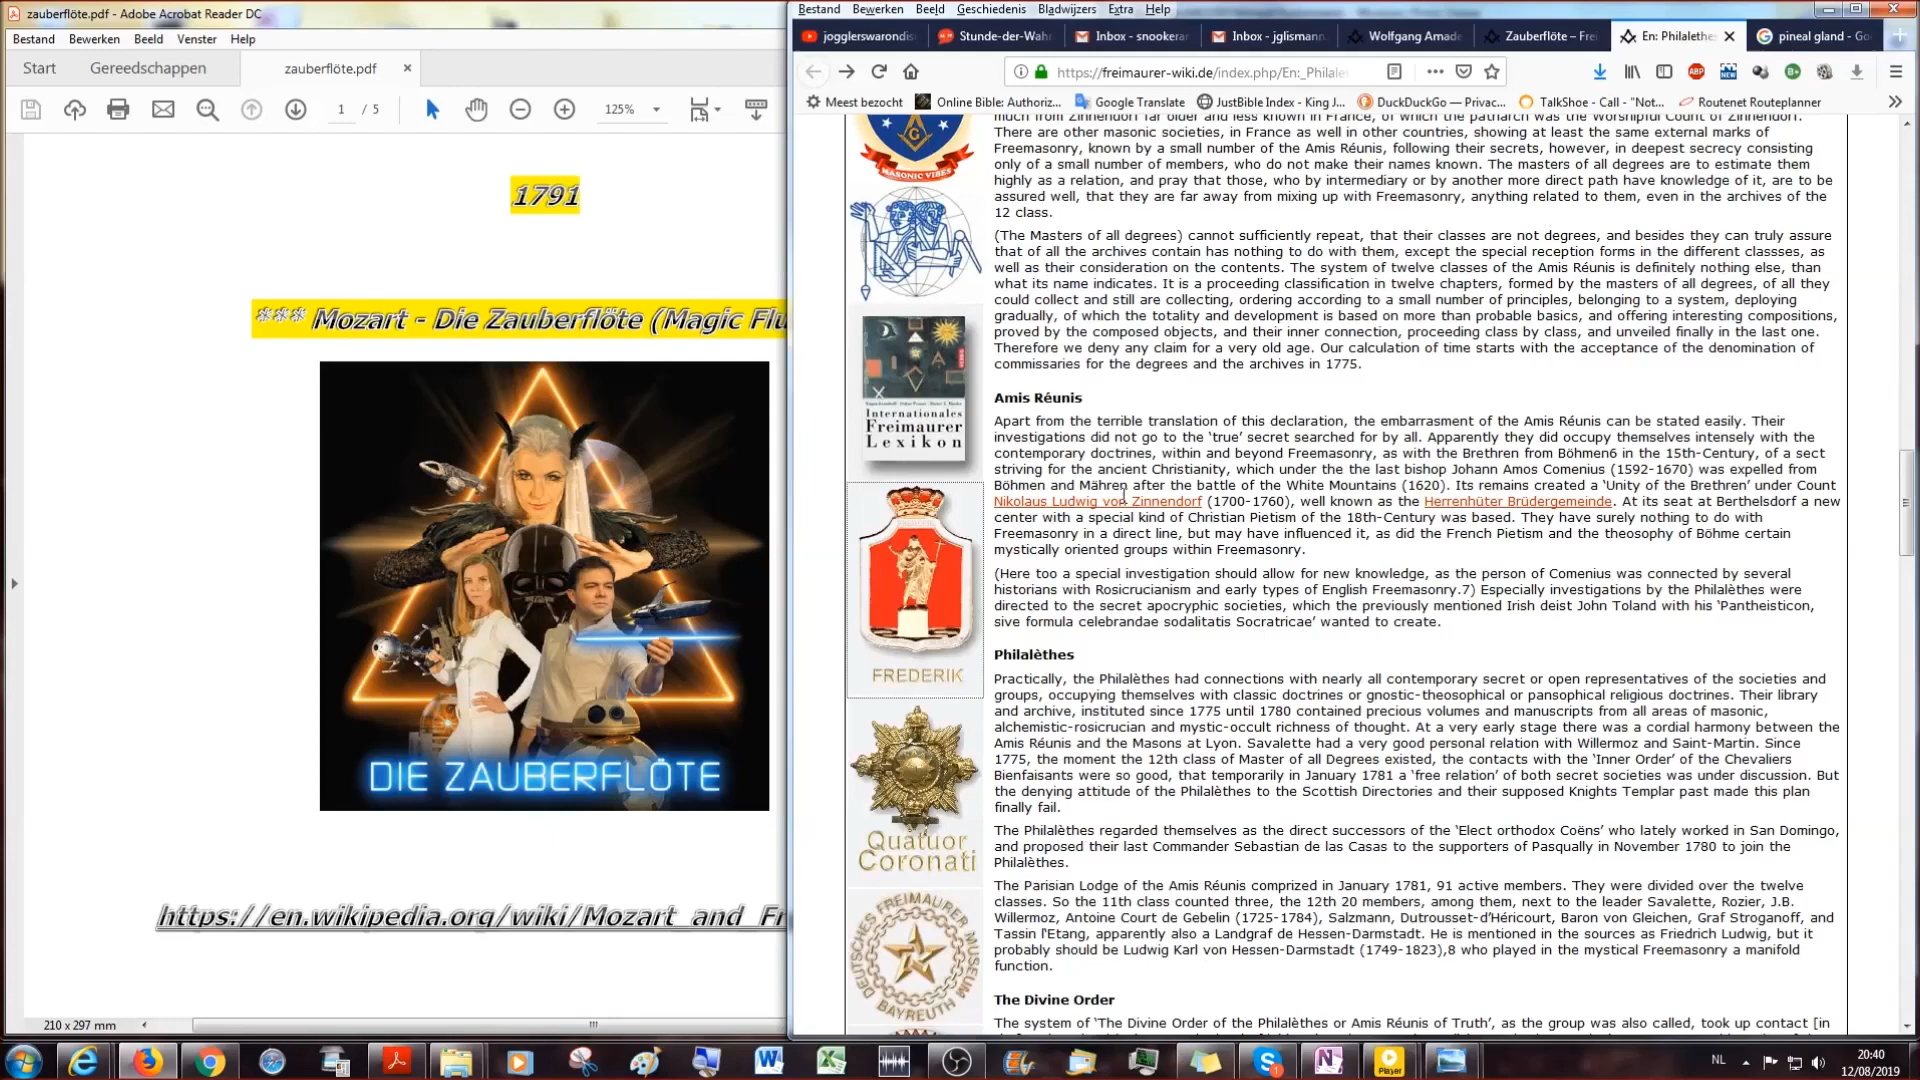 zauberflöte.pdf - Adobe Acrobat Reader DC
Bestand Bewerken Beeld Venster Help
Start Gereedschappen zauberflöte.pdf ×
1 / 5 125%
1791
*** Mozart - Die Zauberflöte (Magic Flu
DIE ZAUBERFLÖTE
https://en.wikipedia.org/wiki/Mozart_and_Fr
210 x 297 mm
Bestand Bewerken Beeld Geschiedenis Bladwijzers Extra Help
jogglerswarondis Stunde-der-Wah Inbox - snookerar Inbox - jglismann. Wolfgang Amade Zauberflöte – Fre En: Philalethe pineal gland - Go
https://freimaurer-wiki.de/index.php/En:_Philale
Meest bezocht Online Bible: Authoriz... Google Translate JustBible Index - King J... DuckDuckGo — Privac... TalkShoe - Call - "Not... Routenet Routeplanner
MASONIC VIBES
Internationales
Freimaurer
Lexikon
FREDERIK
Quatuor
Coronati
DEUTSCHES FREIMAURER MUSEUM
BAYREUTH
much from Zinnendorf far older and less known in France, of which the patriarch was the Worshipful Count of Zinnendorf.
There are other masonic societies, in France as well in other countries, showing at least the same external marks of
Freemasonry, known by a small number of the Amis Réunis, following their secrets, however, in deepest secrecy consisting
only of a small number of members, who do not make their names known. The masters of all degrees are to estimate them
highly as a relation, and pray that those, who by intermediary or by another more direct path have knowledge of it, are to be
assured well, that they are far away from mixing up with Freemasonry, anything related to them, even in the archives of the
12 class.
(The Masters of all degrees) cannot sufficiently repeat, that their classes are not degrees, and besides they can truly assure
that of all the archives contain has nothing to do with them, except the special reception forms in the different classses, as
well as their consideration on the contents. The system of twelve classes of the Amis Réunis is definitely nothing else, than
what its name indicates. It is a proceeding classification in twelve chapters, formed by the masters of all degrees, of all they
could collect and still are collecting, ordering according to a small number of principles, belonging to a system, deploying
gradually, of which the totality and development is based on more than probable basics, and offering interesting compositions,
proved by the composed objects, and their inner connection, proceeding class by class, and unveiled finally in the last one.
Therefore we deny any claim for a very old age. Our calculation of time starts with the acceptance of the denomination of
commissaries for the degrees and the archives in 1775.
Amis Réunis
Apart from the terrible translation of this declaration, the embarrasment of the Amis Réunis can be stated easily. Their
investigations did not go to the 'true' secret searched for by all. Apparently they did occupy themselves intensely with the
contemporary doctrines, within and beyond Freemasonry, as with the Brethren from Böhmen6 in the 15th-Century, of a sect
striving for the ancient Christianity, which under the the last bishop Johann Amos Comenius (1592-1670) was expelled from
Böhmen and Mähren after the battle of the White Mountains (1620). Its remains created a 'Unity of the Brethren' under Count
Nikolaus Ludwig von Zinnendorf (1700-1760), well known as the Herrenhüter Brüdergemeinde. At its seat at Berthelsdorf a new
center with a special kind of Christian Pietism of the 18th-Century was based. They have surely nothing to do with
Freemasonry in a direct line, but may have influenced it, as did the French Pietism and the theosophy of Böhme certain
mystically oriented groups within Freemasonry.
(Here too a special investigation should allow for new knowledge, as the person of Comenius was connected by several
historians with Rosicrucianism and early types of English Freemasonry.7) Especially investigations by the Philalètes were
directed to the secret apocryphic societies, which the previously mentioned Irish deist John Toland with his 'Pantheisticon,
sive formula celebrandae sodalitatis Socratricae' wanted to create.
Philalèthes
Practically, the Philalèthes had connections with nearly all contemporary secret or open representatives of the societies and
groups, occupying themselves with classic doctrines or gnostic-theosophical or pansophical religious doctrines. Their library
and archive, instituted since 1775 until 1780 contained precious volumes and manuscripts from all areas of masonic,
alchemistic-rosicrucian and mystic-occult richness of thought. At a very early stage there was a cordial harmony between the
Amis Réunis and the Masons at Lyon. Savalette had a very good personal relation with Willermoz and Saint-Martin. Since
1775, the moment the 12th class of Master of all Degrees existed, the contacts with the 'Inner Order' of the Chevaliers
Bienfaisants were so good, that temporarily in January 1781 a 'free relation' of both secret societies was under discussion. But
the denying attitude of the Philalèthes to the Scottish Directories and their supposed Knights Templar past made this plan
finally fail.
The Philalèthes regarded themselves as the direct successors of the 'Elect orthodox Coëns' who lately worked in San Domingo,
and proposed their last Commander Sebastian de las Casas to the supporters of Pasqually in November 1780 to join the
Philalèthes.
The Parisian Lodge of the Amis Réunis comprized in January 1781, 91 active members. They were divided over the twelve
classes. So the 11th class counted three, the 12th 20 members, among them, next to the leader Savalette, Rozier, J.B.
Willermoz, Antoine Court de Gebelin (1725-1784), Salzmann, Dutrousset-d'Héricourt, Baron von Gleichen, Graf Stroganoff, and
Tassin l'Etang, apparently also a Landgraf de Hessen-Darmstadt. He is mentioned in the sources as Friedrich Ludwig, but it
probably should be Ludwig Karl von Hessen-Darmstadt (1749-1823),8 who played in the mystical Freemasonry a manifold
function.
The Divine Order
The system of 'The Divine Order of the Philalèthes or Amis Réunis of Truth', as the group was also called, took up contact [in
NL 20:40
12/08/2019